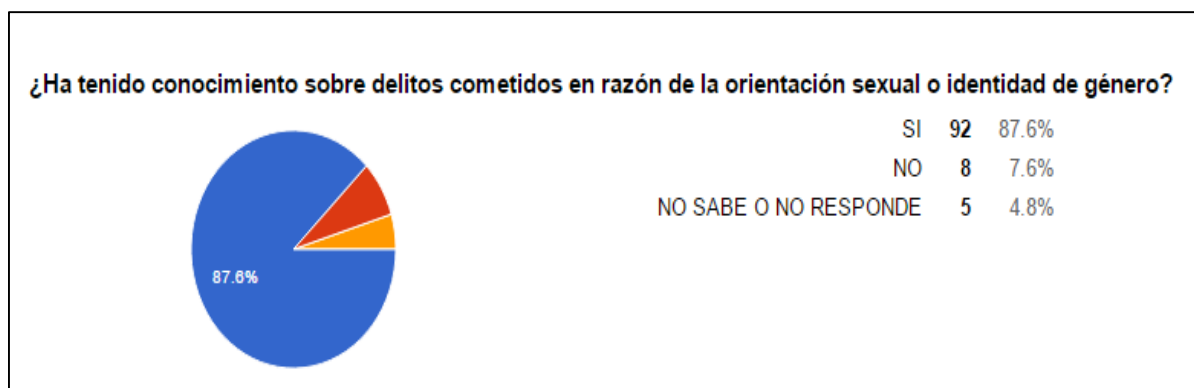 ¿Ha tenido conocimiento sobre delitos cometidos en razón de la orientación sexual o identidad de género?
SI 92 87.6%
NO 8 7.6%
NO SABE O NO RESPONDE 5 4.8%
87.6%